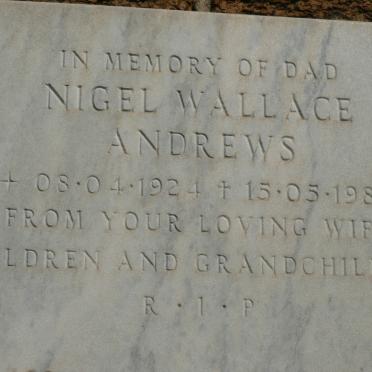 IN MEMORY OF DAD
NIGEL WALLACE
ANDREWS
+ 08·04·1924 † 15·05·198
FROM YOUR LOVING WIF
LDREN AND GRANDCHIL
R·I·P